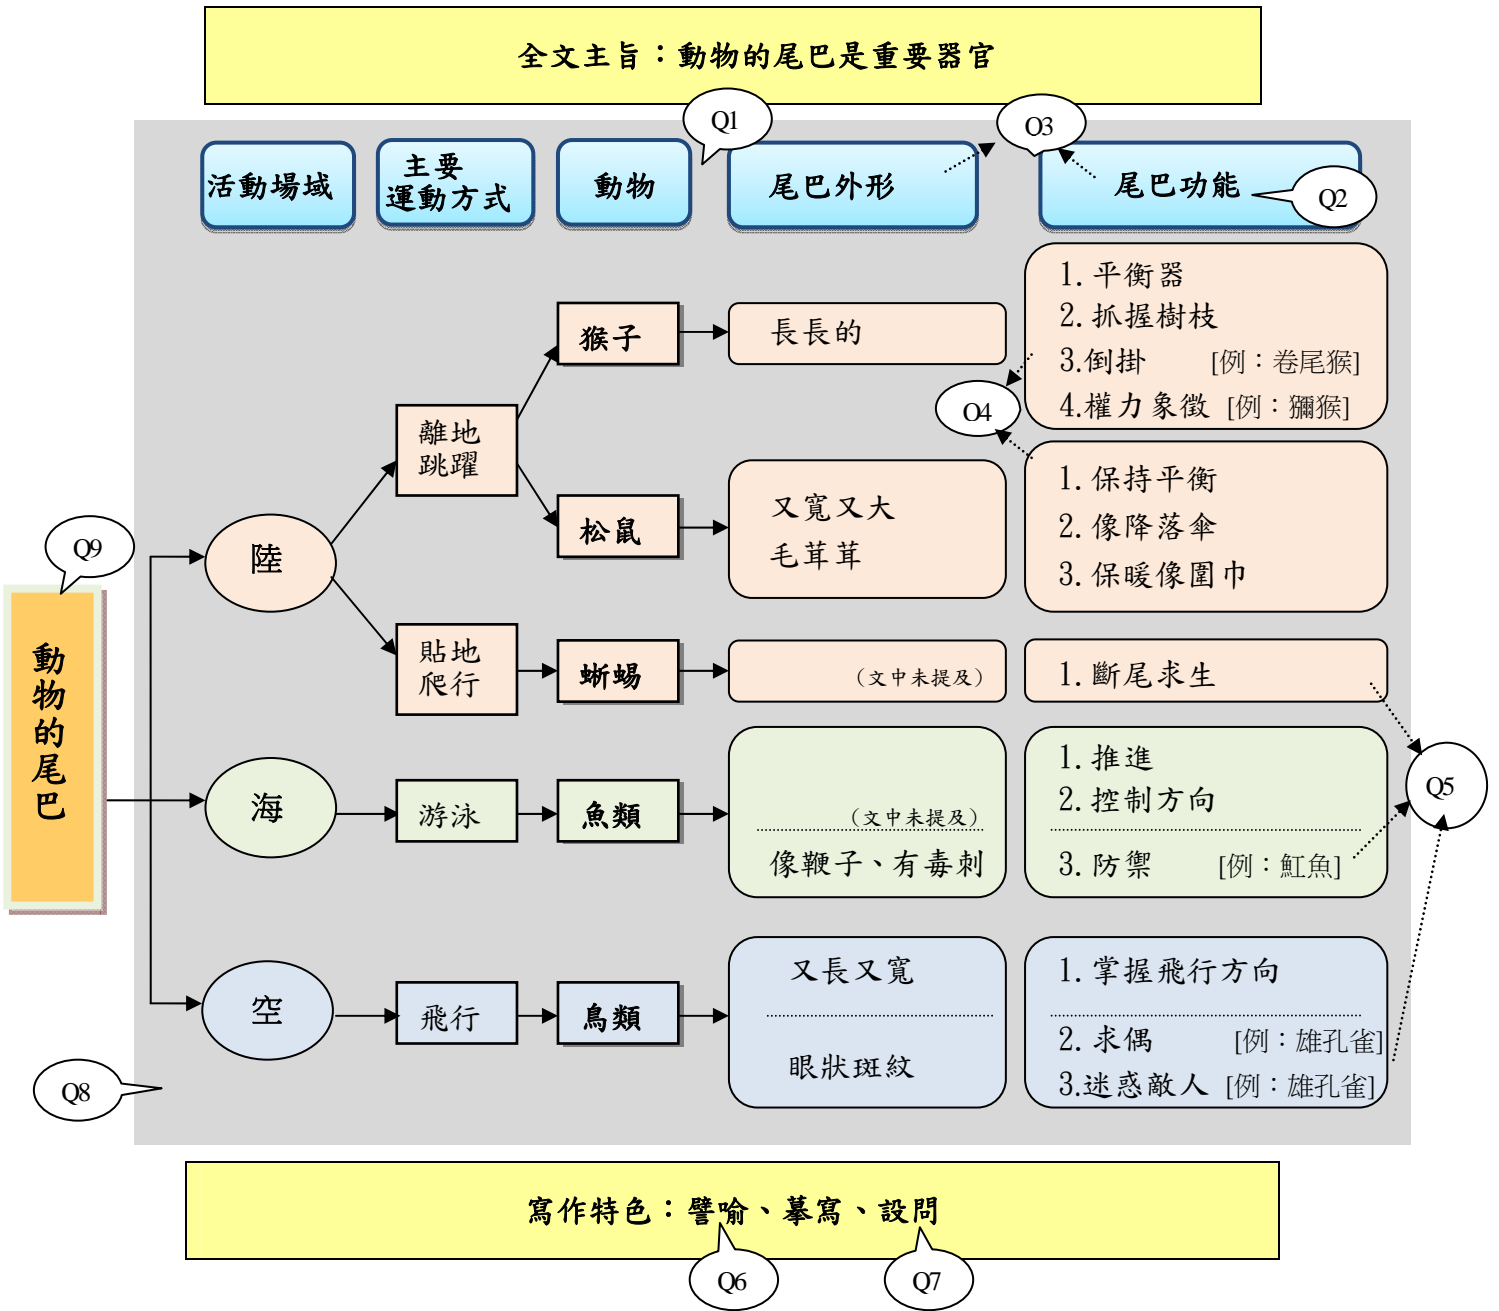 全文主旨：動物的尾巴是重要器官
Q1
O3
活動場域
主要
運動方式
動物
尾巴外形
尾巴功能
Q2
猴子
長長的
1.平衡器
2.抓握樹枝
3.倒掛 [例：卷尾猴]
4.權力象徵 [例：獼猴]
O4
離地
跳躍
松鼠
又寬又大
毛茸茸
1.保持平衡
2.像降落傘
3.保暖像圍巾
陸
Q9
動物的尾巴
貼地
爬行
蜥蜴
（文中未提及）
1.斷尾求生
海
游泳
魚類
（文中未提及）
像鞭子、有毒刺
1.推進
2.控制方向
3.防禦 [例：魟魚]
Q5
空
飛行
鳥類
又長又寬
眼狀斑紋
1.掌握飛行方向
2.求偶 [例：雄孔雀]
3.迷惑敵人 [例：雄孔雀]
Q8
寫作特色：譬喻、摹寫、設問
Q6
Q7